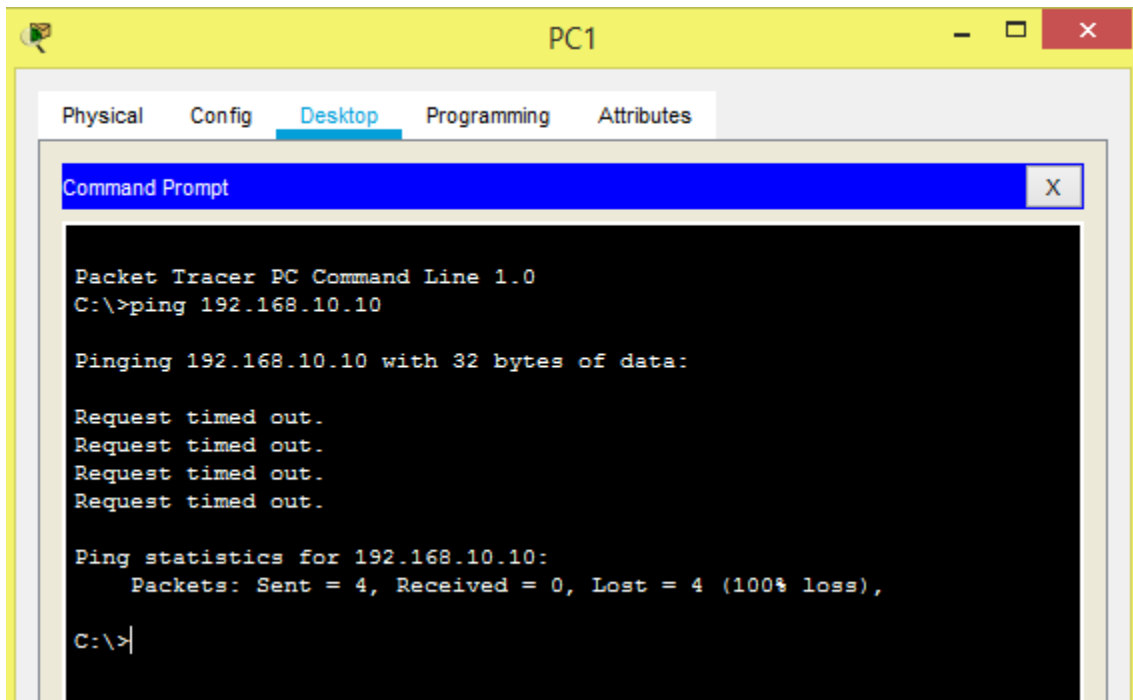 PC1
Physical Config Desktop Programming Attributes
Command Prompt X
Packet Tracer PC Command Line 1.0
C:\>ping 192.168.10.10
Pinging 192.168.10.10 with 32 bytes of data:
Request timed out.
Request timed out.
Request timed out.
Request timed out.
Ping statistics for 192.168.10.10:
Packets: Sent = 4, Received = 0, Lost = 4 (100% loss),
C:\>